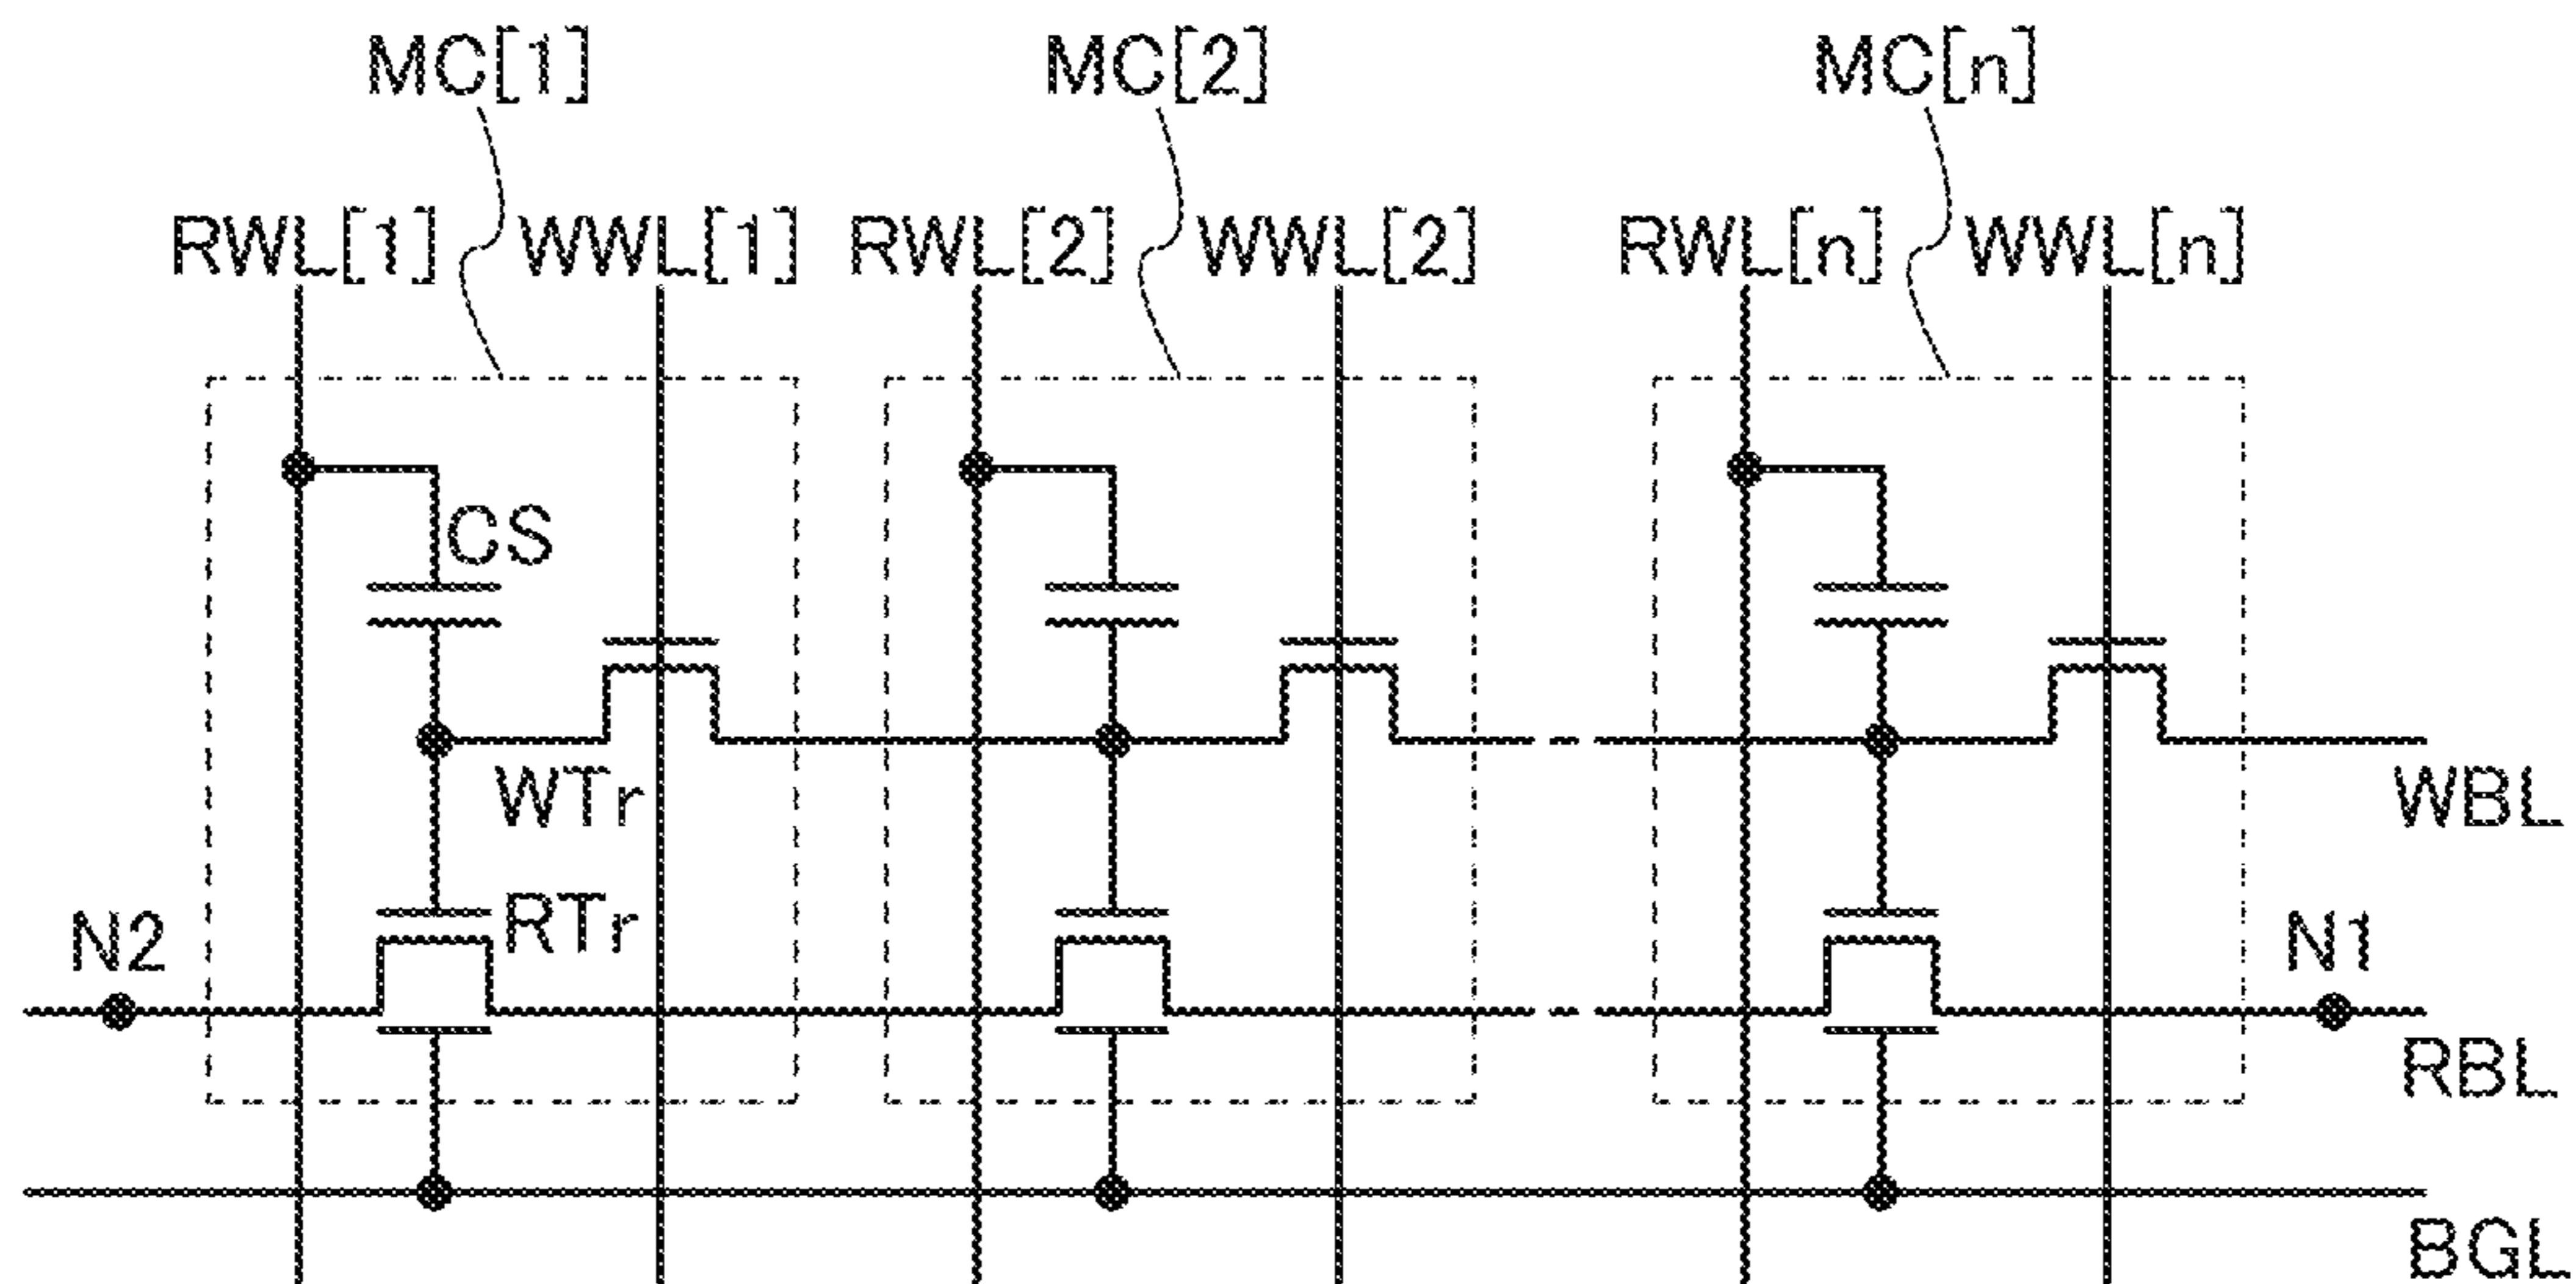 MC[1] MC[2] MC[n]
RWL[1] WWL[1] RWL[2] WWL[2] RWL[n] WWL[n]
CS
WTr
WBL
RTr
N2
N1
RBL
BGL